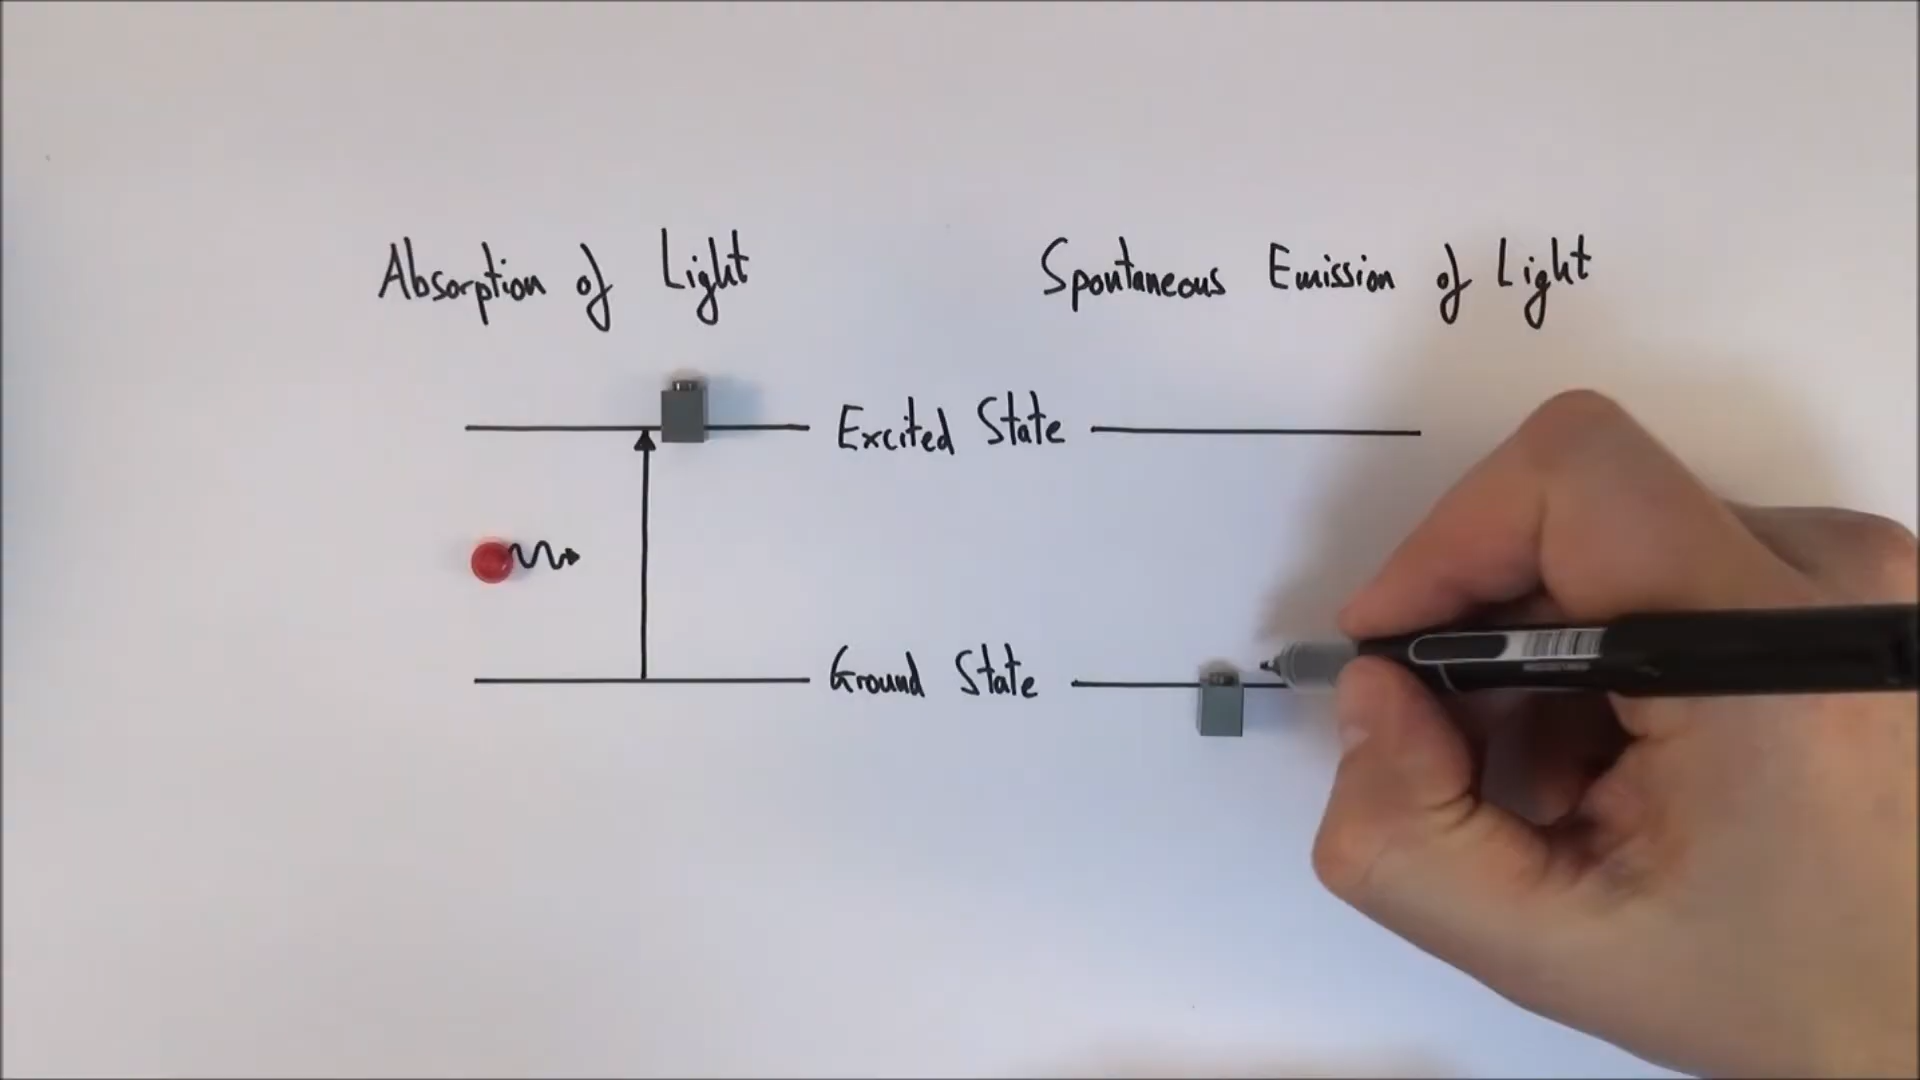 Absorption of Light
Spontaneous Emission of Light
Excited State
Ground State